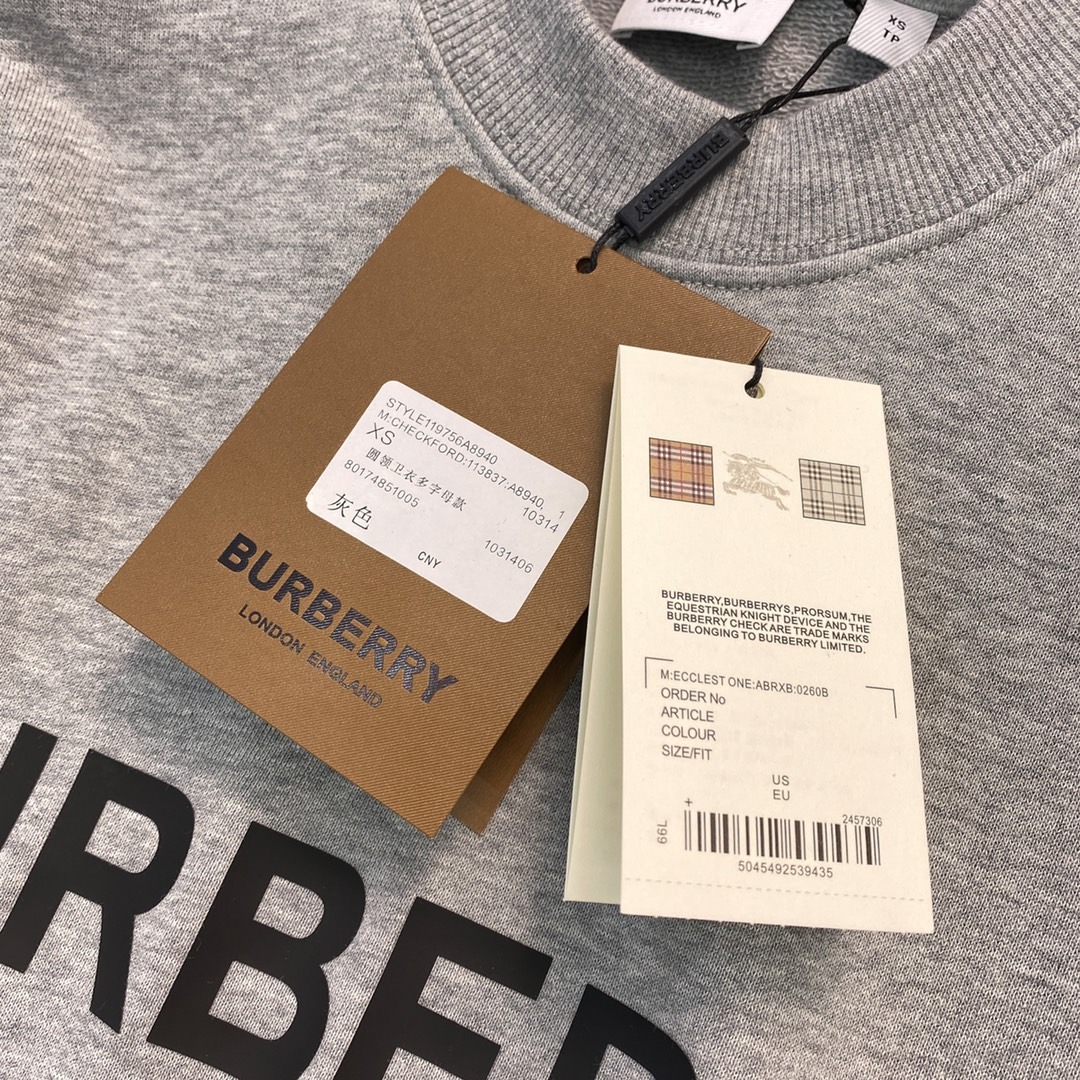 BURBERRY
LONDON ENGLAND
XS
TP
BURBERRY
STYLE119756A8940
M:CHECKFORD:113837:A8940, 1
XS 10314
圆领卫衣多字母款
80174851005 1031406
灰色
CNY
BURBERRY
LONDON ENGLAND
BURBERRY,BURBERRYS,PRORSUM,THE
EQUESTRIAN KNIGHT DEVICE AND THE
BURBERRY CHECK ARE TRADE MARKS
BELONGING TO BURBERRY LIMITED.
M:ECCLEST ONE:ABRXB:0260B
ORDER No
ARTICLE
COLOUR
SIZE/FIT
US
EU
+
66L
2457306
5045492539435
URBER